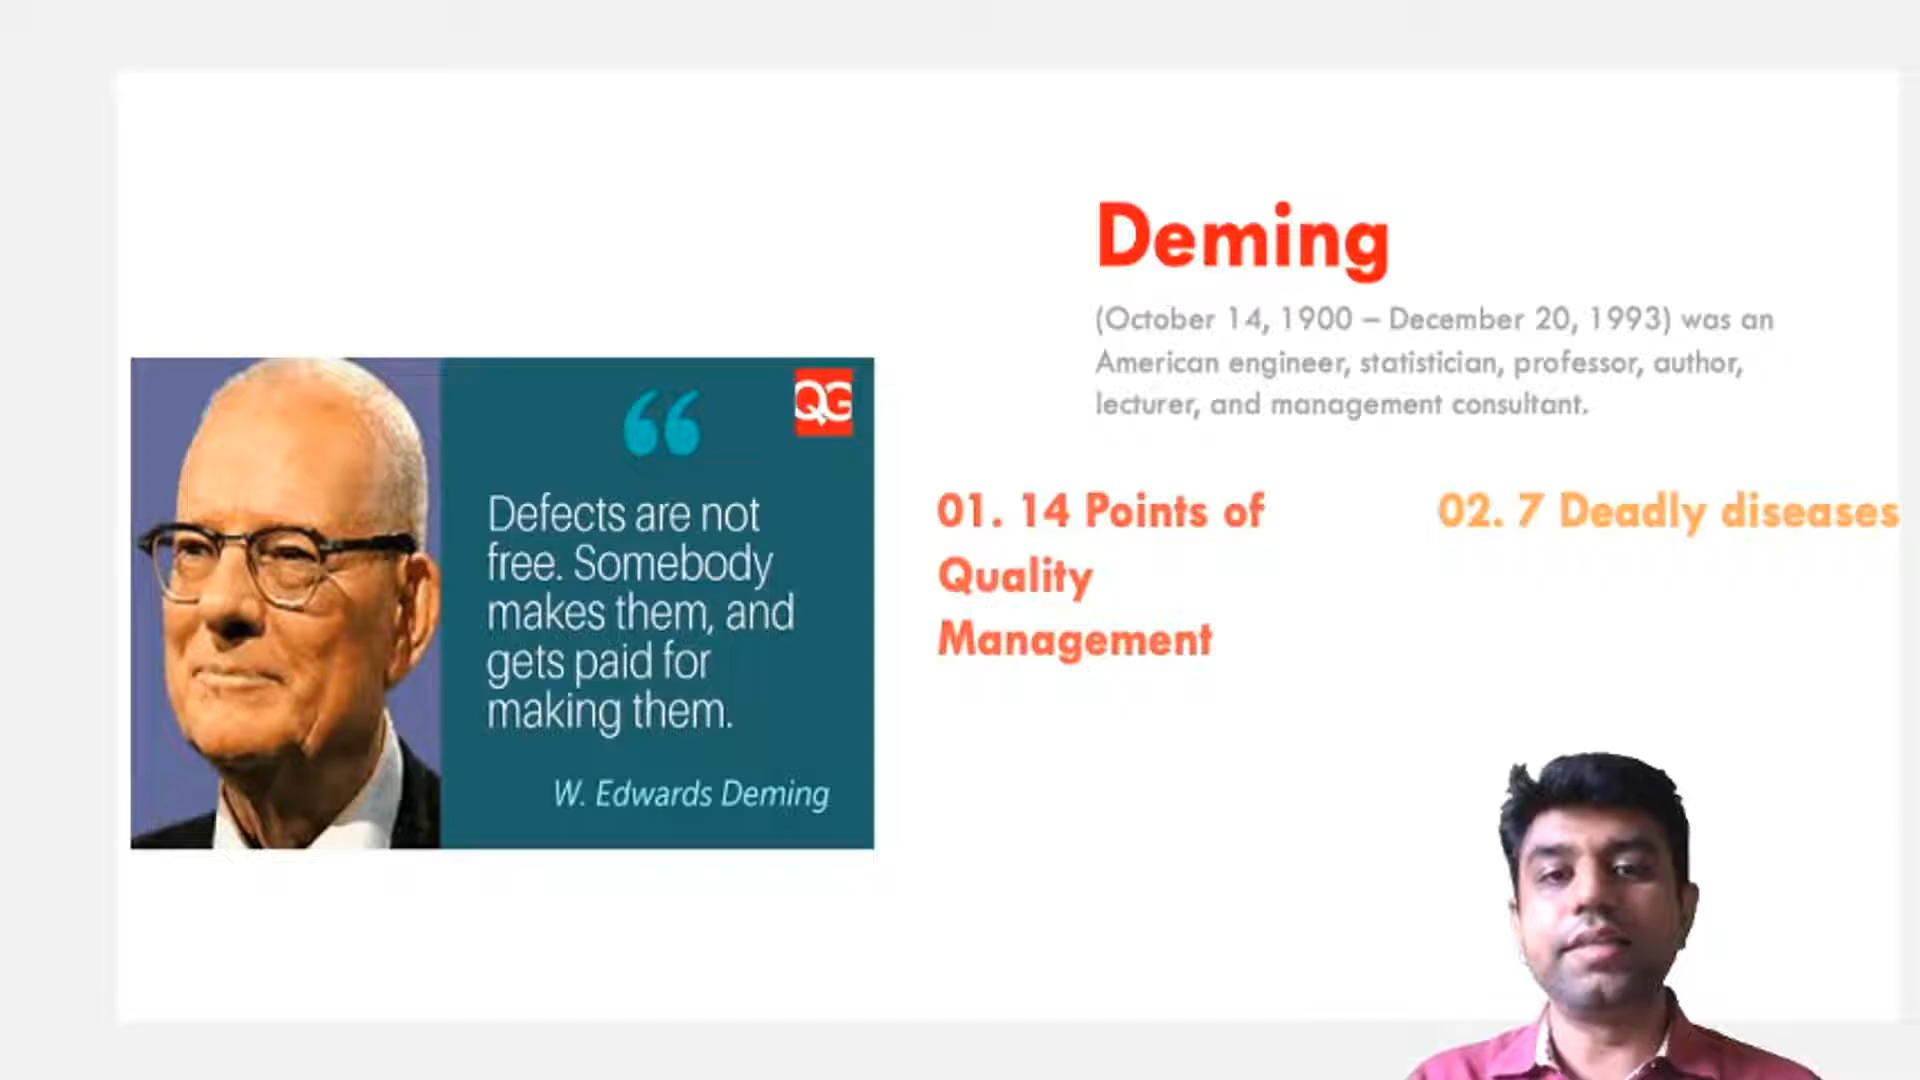 Deming
(October 14, 1900 – December 20, 1993) was an
American engineer, statistician, professor, author,
lecturer, and management consultant.
QG
Defects are not
free. Somebody
makes them, and
gets paid for
making them.
W. Edwards Deming
01. 14 Points of
Quality
Management
02. 7 Deadly diseases